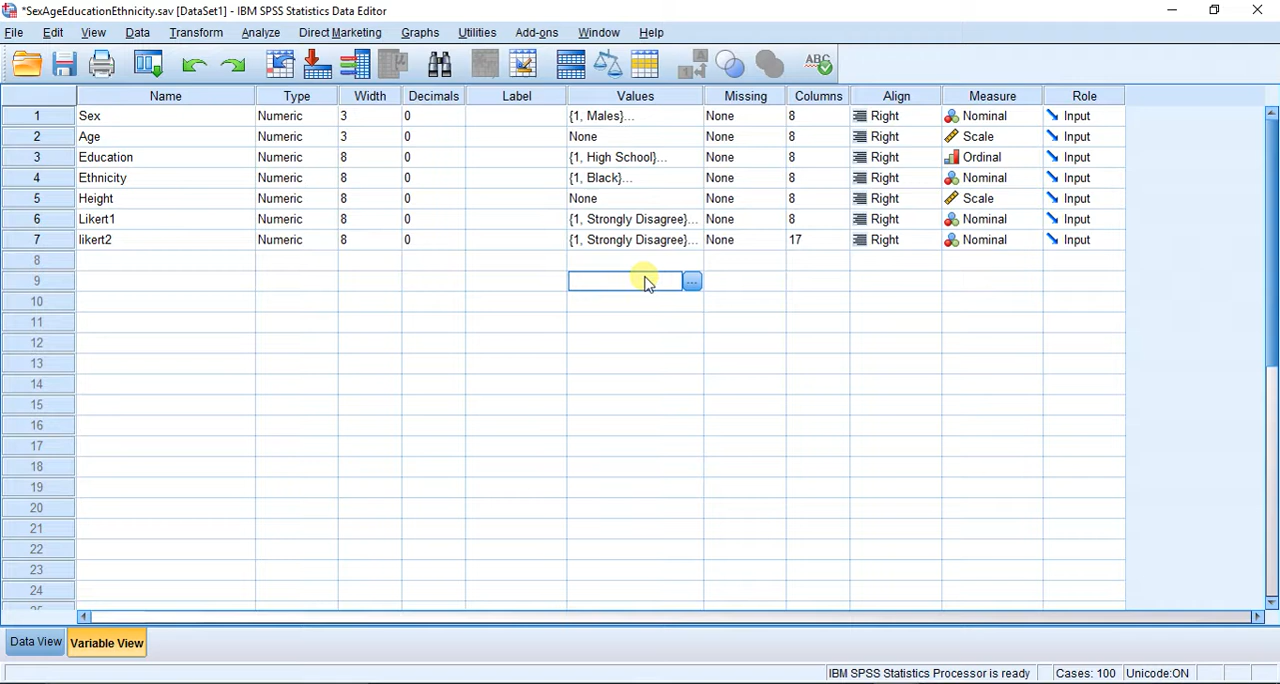 *SexAgeEducationEthnicity.sav [DataSet1] - IBM SPSS Statistics Data Editor
File Edit View Data Transform Analyze Direct Marketing Graphs Utilities Add-ons Window Help
Name Type Width Decimals Label Values Missing Columns Align Measure Role
1 Sex Numeric 3 0 {1, Males}... None 8 Right Nominal Input
2 Age Numeric 3 0 None None 8 Right Scale Input
3 Education Numeric 8 0 {1, High School}... None 8 Right Ordinal Input
4 Ethnicity Numeric 8 0 {1, Black}... None 8 Right Nominal Input
5 Height Numeric 8 0 None None 8 Right Scale Input
6 Likert1 Numeric 8 0 {1, Strongly Disagree}... None 8 Right Nominal Input
7 likert2 Numeric 8 0 {1, Strongly Disagree}... None 17 Right Nominal Input
8
9 ...
10
11
12
13
14
15
16
17
18
19
20
21
22
23
24
Data View Variable View
IBM SPSS Statistics Processor is ready Cases: 100 Unicode:ON